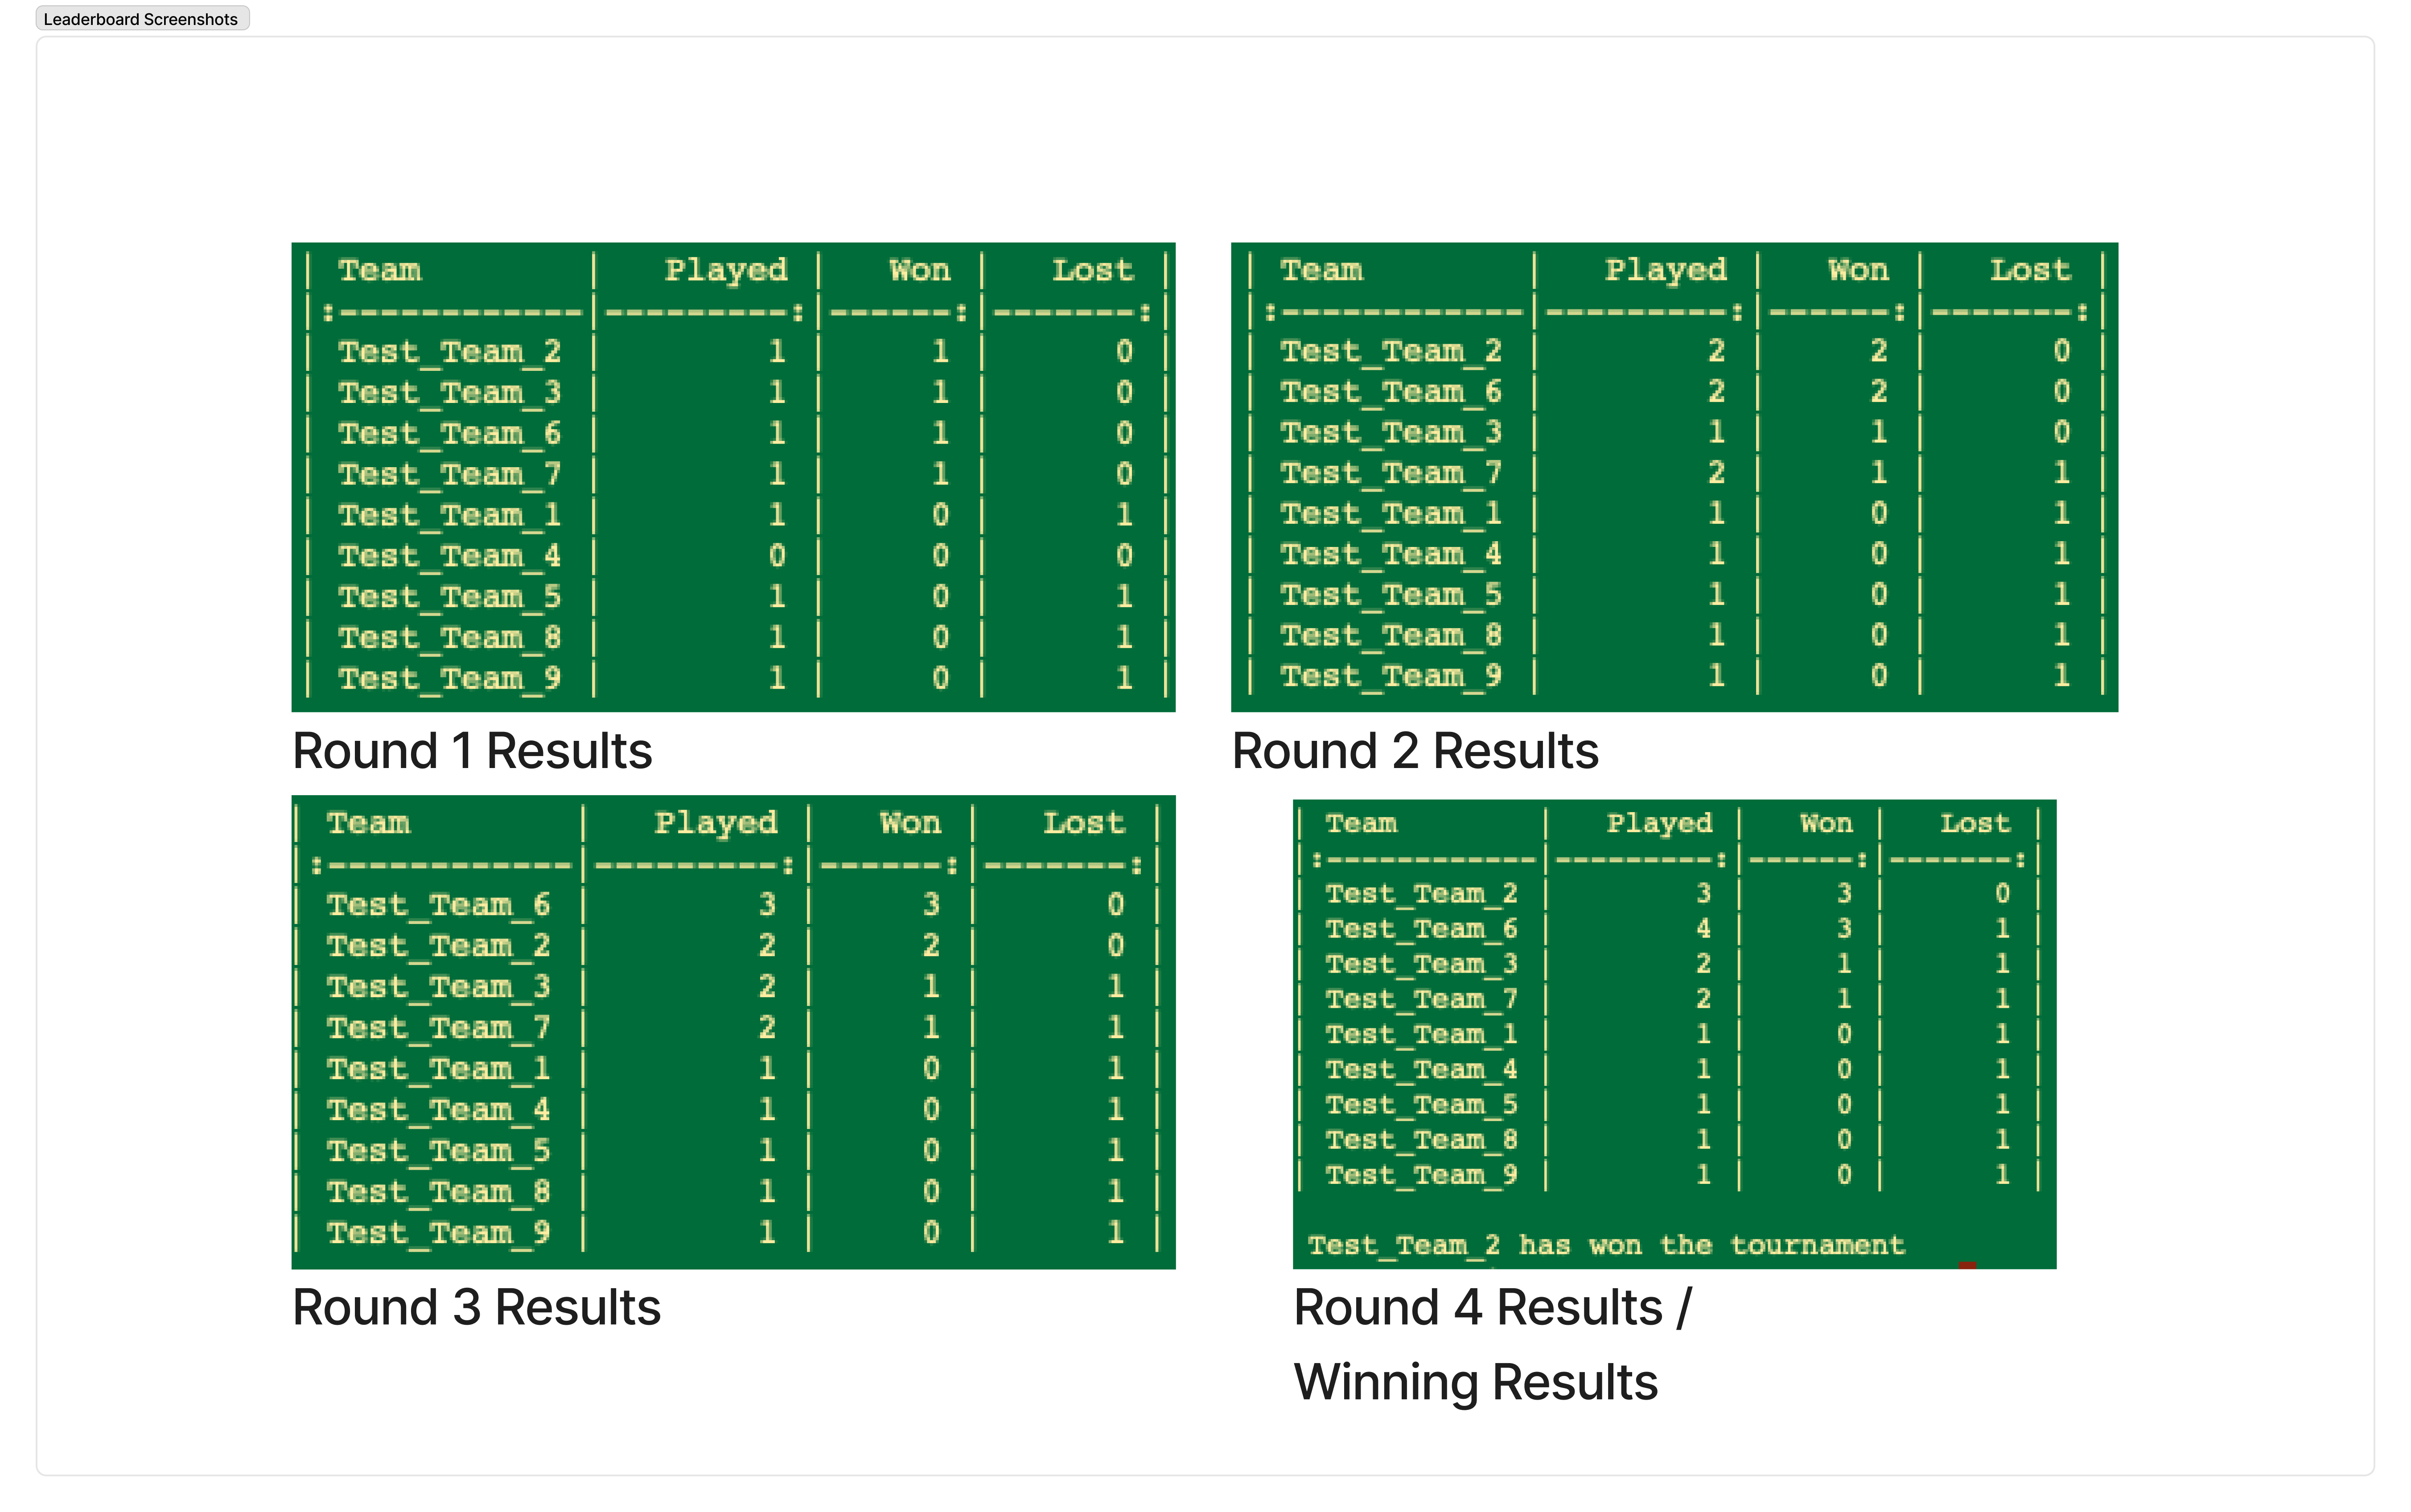 Leaderboard Screenshots
| Team | Played | Won | Lost |
|:------------|---------:|------:|-------:|
| Test_Team_2 | 1 | 1 | 0 |
| Test_Team_3 | 1 | 1 | 0 |
| Test_Team_6 | 1 | 1 | 0 |
| Test_Team_7 | 1 | 1 | 0 |
| Test_Team_1 | 1 | 0 | 1 |
| Test_Team_4 | 0 | 0 | 0 |
| Test_Team_5 | 1 | 0 | 1 |
| Test_Team_8 | 1 | 0 | 1 |
| Test_Team_9 | 1 | 0 | 1 |
Round 1 Results
| Team | Played | Won | Lost |
|:------------|---------:|------:|-------:|
| Test_Team_2 | 2 | 2 | 0 |
| Test_Team_6 | 2 | 2 | 0 |
| Test_Team_3 | 1 | 1 | 0 |
| Test_Team_7 | 2 | 1 | 1 |
| Test_Team_1 | 1 | 0 | 1 |
| Test_Team_4 | 1 | 0 | 1 |
| Test_Team_5 | 1 | 0 | 1 |
| Test_Team_8 | 1 | 0 | 1 |
| Test_Team_9 | 1 | 0 | 1 |
Round 2 Results
| Team | Played | Won | Lost |
|:------------|---------:|------:|-------:|
| Test_Team_6 | 3 | 3 | 0 |
| Test_Team_2 | 2 | 2 | 0 |
| Test_Team_3 | 2 | 1 | 1 |
| Test_Team_7 | 2 | 1 | 1 |
| Test_Team_1 | 1 | 0 | 1 |
| Test_Team_4 | 1 | 0 | 1 |
| Test_Team_5 | 1 | 0 | 1 |
| Test_Team_8 | 1 | 0 | 1 |
| Test_Team_9 | 1 | 0 | 1 |
Round 3 Results
| Team | Played | Won | Lost |
|:------------|---------:|------:|-------:|
| Test_Team_2 | 3 | 3 | 0 |
| Test_Team_6 | 4 | 3 | 1 |
| Test_Team_3 | 2 | 1 | 1 |
| Test_Team_7 | 2 | 1 | 1 |
| Test_Team_1 | 1 | 0 | 1 |
| Test_Team_4 | 1 | 0 | 1 |
| Test_Team_5 | 1 | 0 | 1 |
| Test_Team_8 | 1 | 0 | 1 |
| Test_Team_9 | 1 | 0 | 1 |
Test_Team_2 has won the tournament
Round 4 Results /
Winning Results